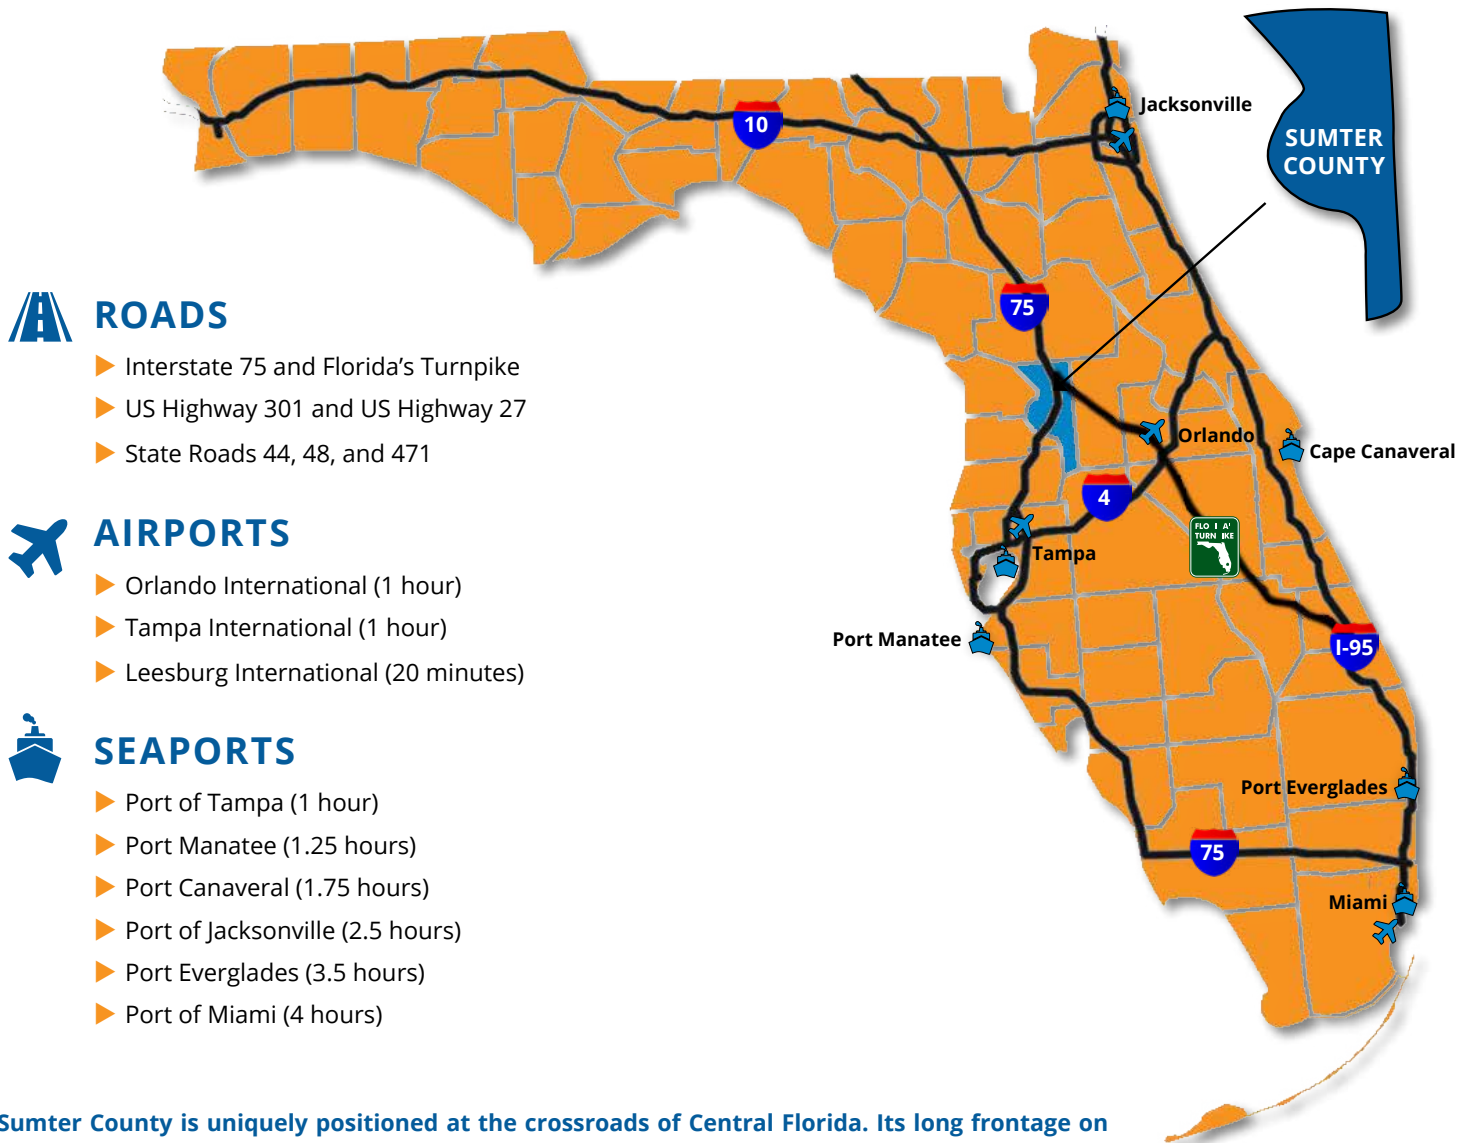 Jacksonville
10
SUMTER
COUNTY
ROADS
75
Interstate 75 and Florida's Turnpike
US Highway 301 and US Highway 27
State Roads 44, 48, and 471
Orlando
Cape Canaveral
4
AIRPORTS
FLO I A'
TURN IKE
Tampa
Orlando International (1 hour)
Tampa International (1 hour)
Leesburg International (20 minutes)
Port Manatee
I-95
SEAPORTS
Port of Tampa (1 hour)
Port Manatee (1.25 hours)
Port Canaveral (1.75 hours)
Port of Jacksonville (2.5 hours)
Port Everglades (3.5 hours)
Port of Miami (4 hours)
Port Everglades
75
Miami
Sumter County is uniquely positioned at the crossroads of Central Florida. Its long frontage on